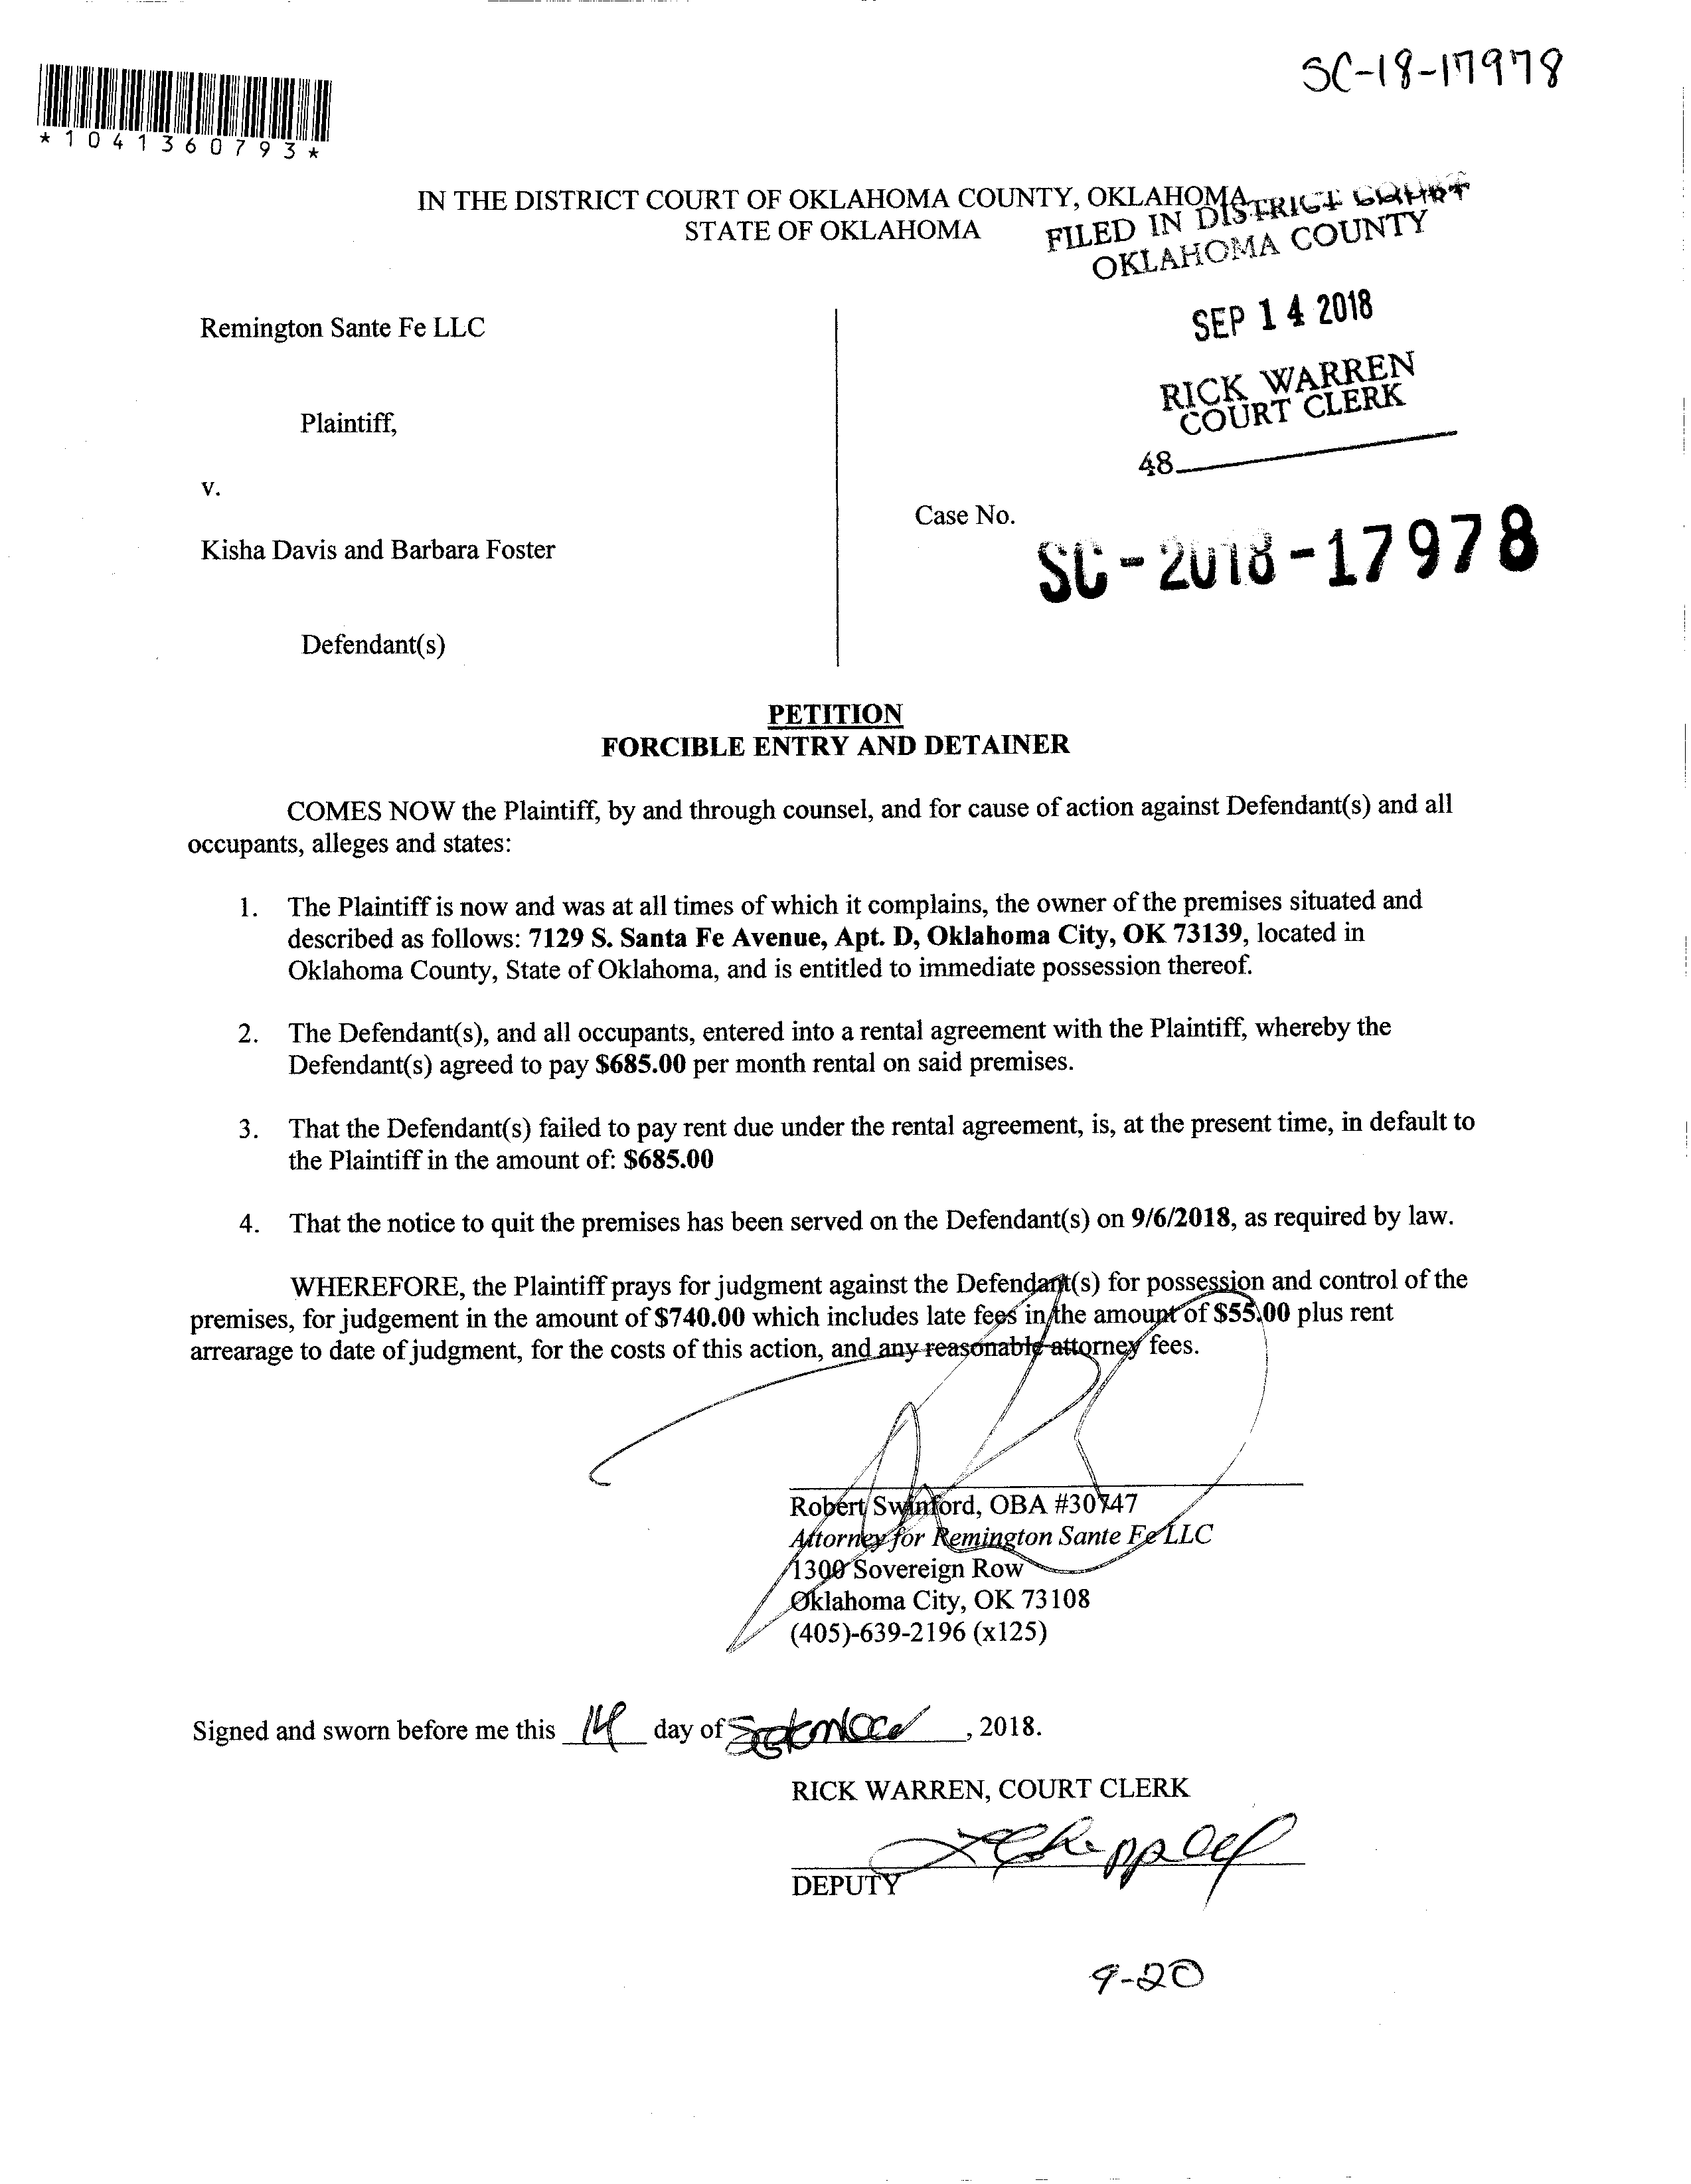 SC-18-17978
*1041360793*
IN THE DISTRICT COURT OF OKLAHOMA COUNTY, OKLAHOMA
STATE OF OKLAHOMA
FILED IN DISTRICT COURT
OKLAHOMA COUNTY
SEP 14 2018
RICK WARREN
COURT CLERK
48
Remington Sante Fe LLC
Plaintiff,
v.
Kisha Davis and Barbara Foster
Defendant(s)
Case No.
SC-2018-17978
PETITION
FORCIBLE ENTRY AND DETAINER
COMES NOW the Plaintiff, by and through counsel, and for cause of action against Defendant(s) and all
occupants, alleges and states:
1. The Plaintiff is now and was at all times of which it complains, the owner of the premises situated and
described as follows: 7129 S. Santa Fe Avenue, Apt. D, Oklahoma City, OK 73139, located in
Oklahoma County, State of Oklahoma, and is entitled to immediate possession thereof.
2. The Defendant(s), and all occupants, entered into a rental agreement with the Plaintiff, whereby the
Defendant(s) agreed to pay $685.00 per month rental on said premises.
3. That the Defendant(s) failed to pay rent due under the rental agreement, is, at the present time, in default to
the Plaintiff in the amount of: $685.00
4. That the notice to quit the premises has been served on the Defendant(s) on 9/6/2018, as required by law.
WHEREFORE, the Plaintiff prays for judgment against the Defendant(s) for possession and control of the
premises, for judgement in the amount of $740.00 which includes late fees in the amount of $55.00 plus rent
arrearage to date of judgment, for the costs of this action, and any reasonable attorney fees.
Robert Swinford, OBA #30747
Attorney for Remington Sante Fe LLC
1300 Sovereign Row
Oklahoma City, OK 73108
(405)-639-2196 (x125)
Signed and sworn before me this 14 day of September, 2018.
RICK WARREN, COURT CLERK
DEPUTY
9-20